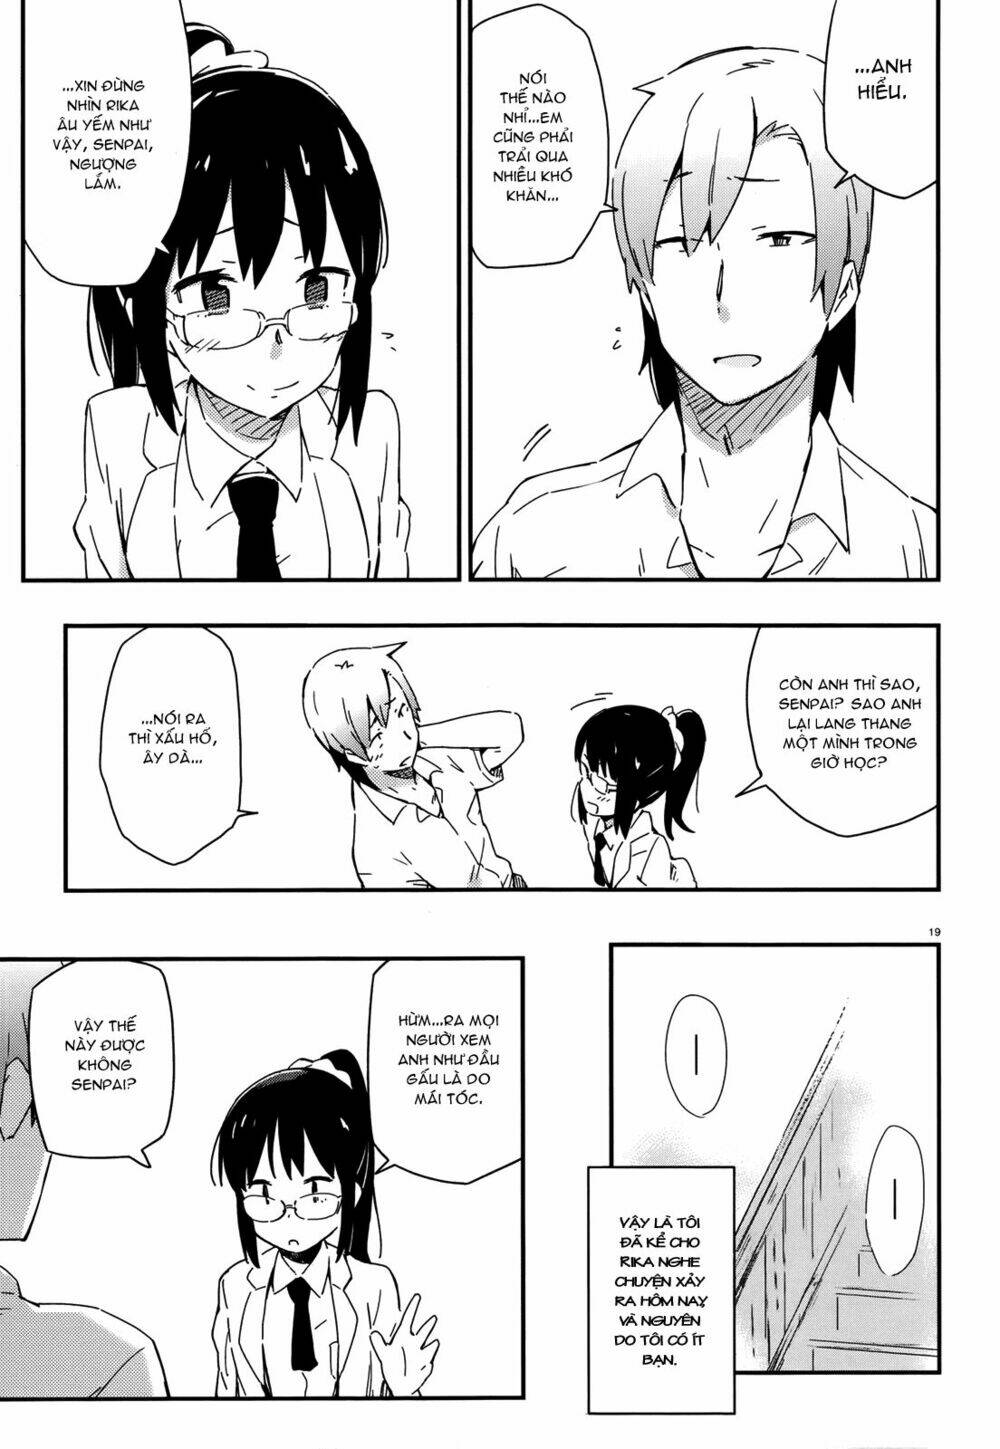 ...ANH
HIỂU.
NÓI
THẾ NÀO
NHỈ...EM
CŨNG PHẢI
TRẢI QUA
NHIỀU KHÓ
KHĂN...
...XIN ĐỪNG
NHÌN RIKA
ÂU YẾM NHƯ
VẬY, SENPAI,
NGƯỢNG
LẮM.
CÒN ANH THÌ SAO,
SENPAI? SAO ANH
LẠI LANG THANG
MỘT MÌNH TRONG
GIỜ HỌC?
...NÓI RA
THÌ XẤU HỔ,
ÂY DÀ...
19
VẬY LÀ TÔI
ĐÃ KỂ CHO
RIKA NGHE
CHUYỆN XẢY
RA HÔM NAY,
VÀ NGUYÊN
DO TÔI CÓ ÍT
BẠN.
HỪM...RA MỌI
NGƯỜI XEM
ANH NHƯ ĐẦU
GẤU LÀ DO
MÁI TÓC.
VẬY THẾ
NÀY ĐƯỢC
KHÔNG
SENPAI?